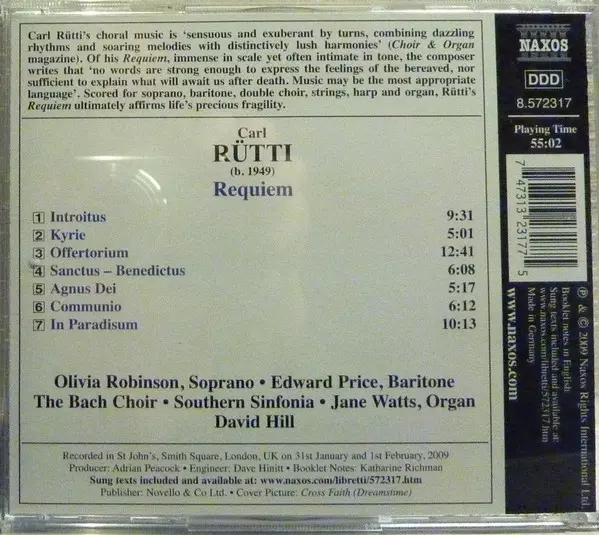 Carl Rütti's choral music is 'sensuous and exuberant by turns, combining dazzling
rhythms and soaring melodies with distinctively lush harmonies' (Choir & Organ
magazine). Of his Requiem, immense in scale yet often intimate in tone, the composer
writes that 'no words are strong enough to express the feelings of the bereaved, nor
sufficient to explain what will await us after death. Music may be the most appropriate
language'. Scored for soprano, baritone, double choir, strings, harp and organ, Rütti's
Requiem ultimately affirms life's precious fragility.
Carl
RÜTTI
(b. 1949)
Requiem
1 Introitus 9:31
2 Kyrie 5:01
3 Offertorium 12:41
4 Sanctus – Benedictus 6:08
5 Agnus Dei 5:17
6 Communio 6:12
7 In Paradisum 10:13
Olivia Robinson, Soprano • Edward Price, Baritone
The Bach Choir • Southern Sinfonia • Jane Watts, Organ
David Hill
Recorded in St John's, Smith Square, London, UK on 31st January and 1st February, 2009
Producer: Adrian Peacock • Engineer: Dave Hinitt • Booklet Notes: Katharine Richman
Sung texts included and available at: www.naxos.com/libretti/572317.htm
Publisher: Novello & Co Ltd. • Cover Picture: Cross Faith (Dreamstime)
NAXOS
DDD
8.572317
Playing Time
55:02
7 47313 23177 5
℗ & © 2009 Naxos Rights International Ltd.
Booklet notes in English
Sung texts included and available at:
www.naxos.com/libretti/572317.htm
Made in Germany
www.naxos.com